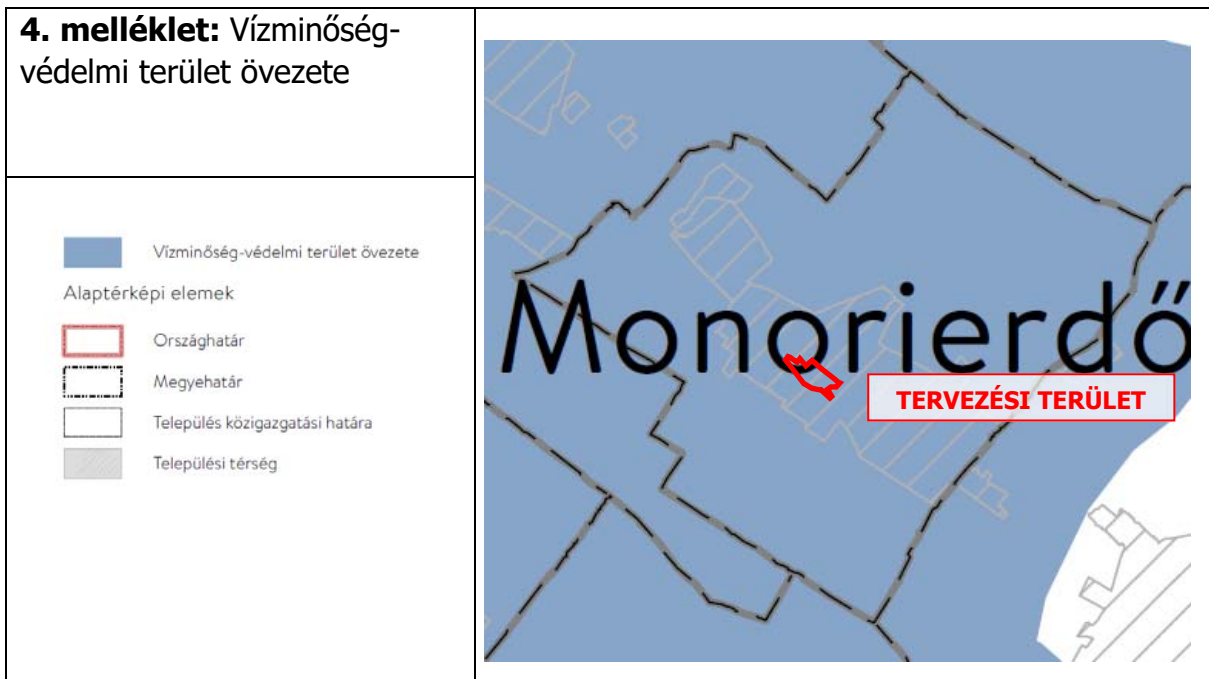 4. melléklet: Vízminőség-
védelmi terület övezete
Vízminőség-védelmi terület övezete
Alaptérképi elemek
Országhatár
Megyehatár
Település közigazgatási határa
Települési térség
Monorierdő
TERVEZÉSI TERÜLET